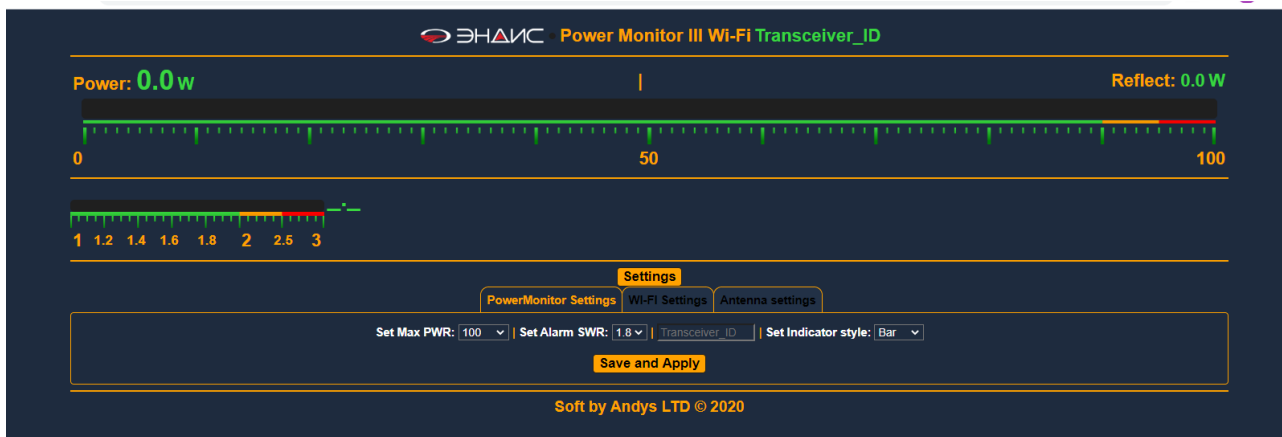 ЭНДИС Power Monitor III Wi-Fi Transceiver_ID
Power: 0.0 W | Reflect: 0.0 W
0 50 100
—·—
1 1.2 1.4 1.6 1.8 2 2.5 3
Settings
PowerMonitor Settings WI-FI Settings Antenna settings
Set Max PWR: 100 | Set Alarm SWR: 1.8 | Transceiver_ID | Set Indicator style: Bar
Save and Apply
Soft by Andys LTD © 2020